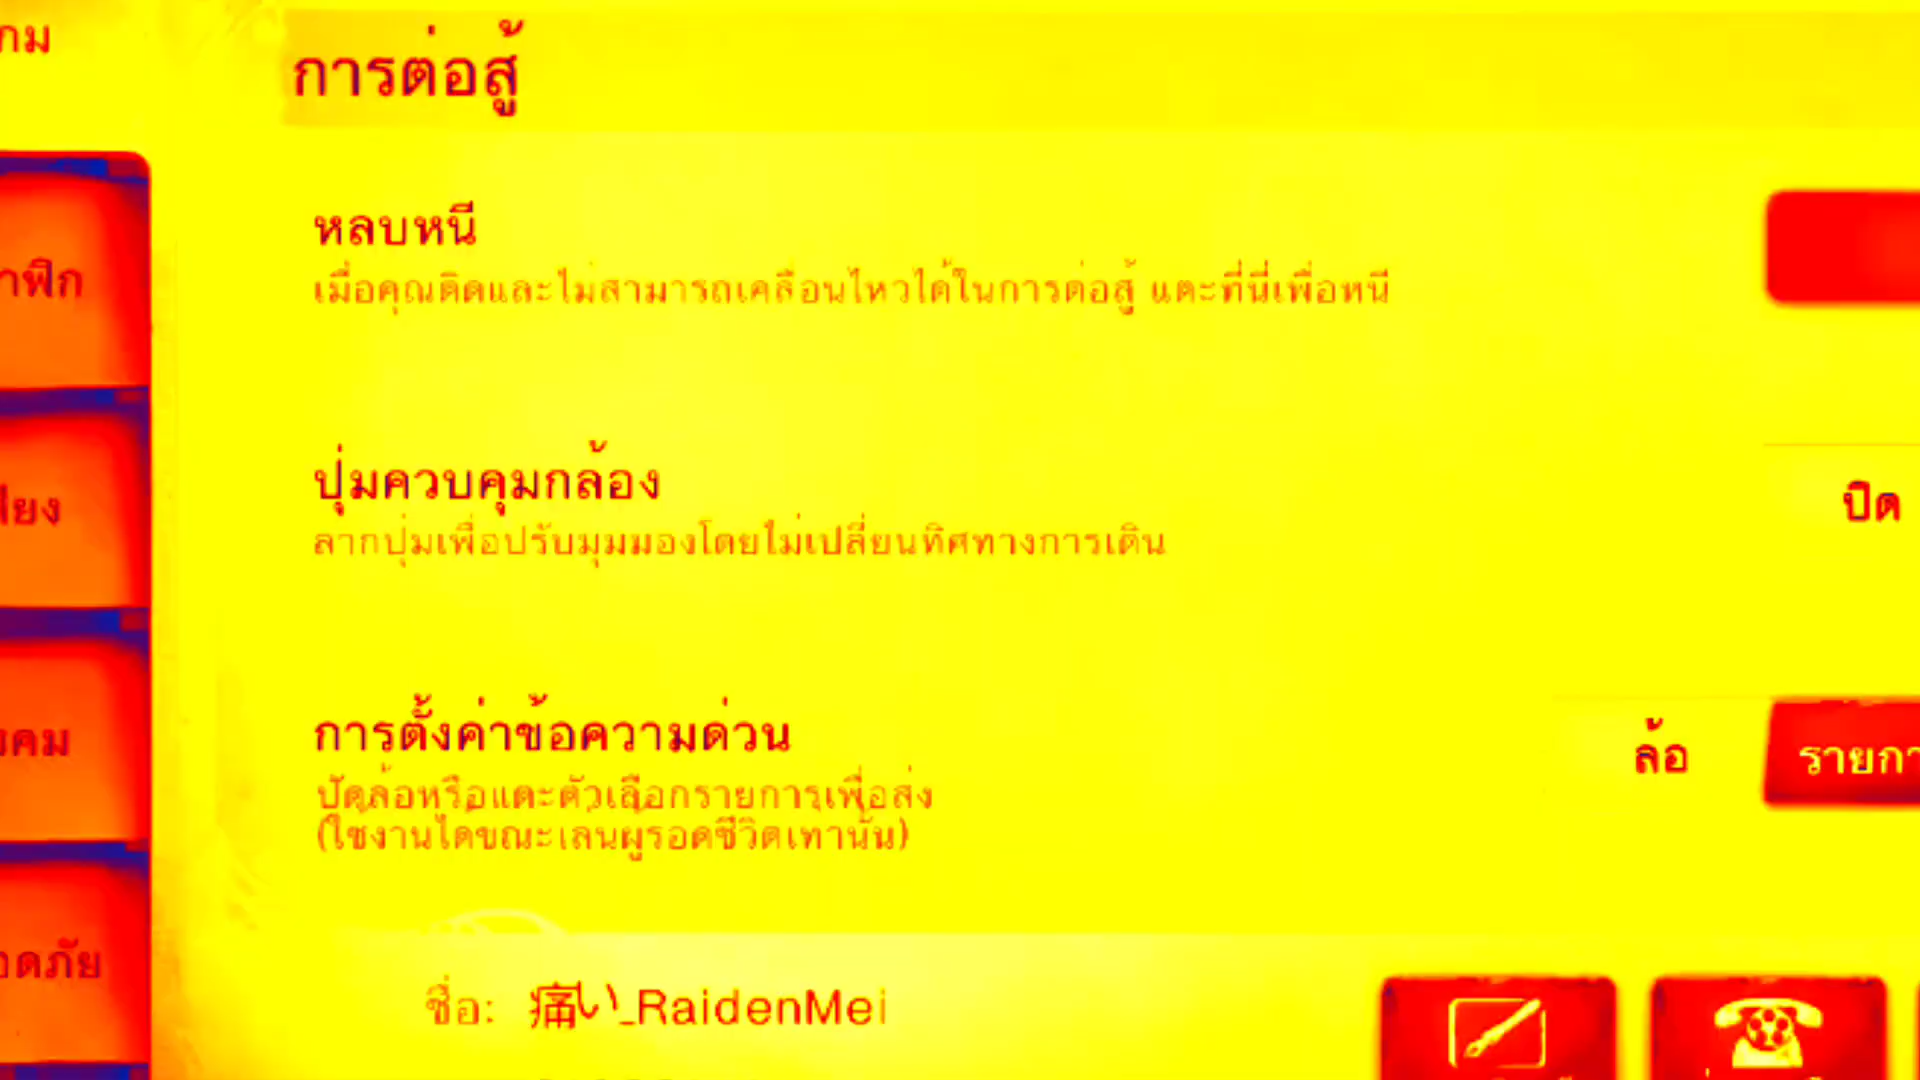 การต่อสู้
หลบหนี
เมื่อคุณติดและไม่สามารถเคลื่อนไหวได้ในการต่อสู้ แตะที่นี่เพื่อหนี
ปุ่มควบคุมกล้อง
ปิด
ลากปุ่มเพื่อปรับมุมมองโดยไม่เปลี่ยนทิศทางการเดิน
การตั้งค่าข้อความด่วน
ล้อ
รายกา
ปัดล้อหรือแตะตัวเลือกรายการเพื่อส่ง
(ใช้งานได้ขณะเล่นผู้รอดชีวิตเท่านั้น)
ชื่อ: 痛い_RaidenMei
าฟิก
สียง
งคม
อดภัย